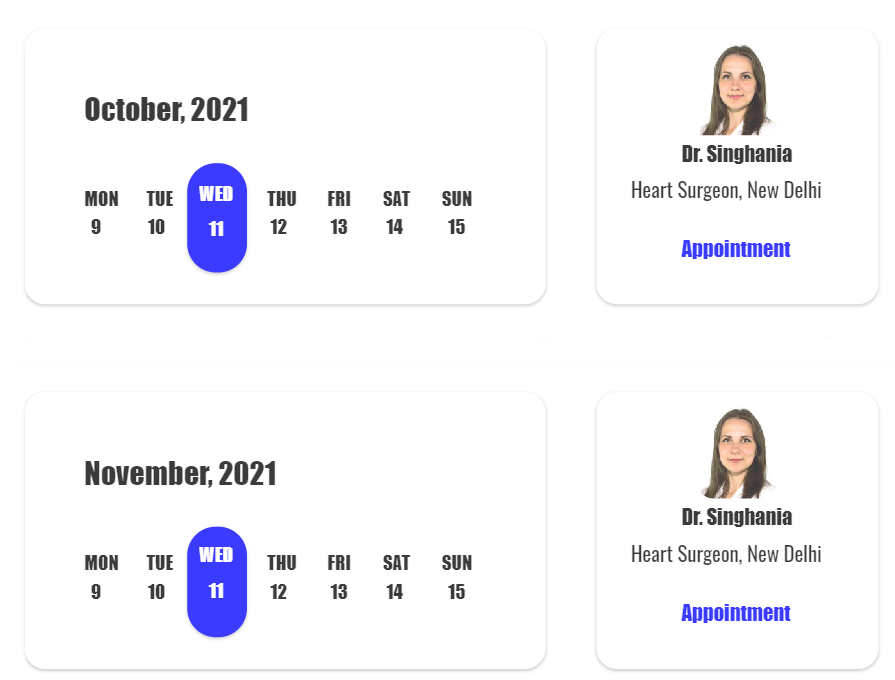 October, 2021
MON TUE WED THU FRI SAT SUN
9 10 11 12 13 14 15
Dr. Singhania
Heart Surgeon, New Delhi
Appointment
November, 2021
MON TUE WED THU FRI SAT SUN
9 10 11 12 13 14 15
Dr. Singhania
Heart Surgeon, New Delhi
Appointment